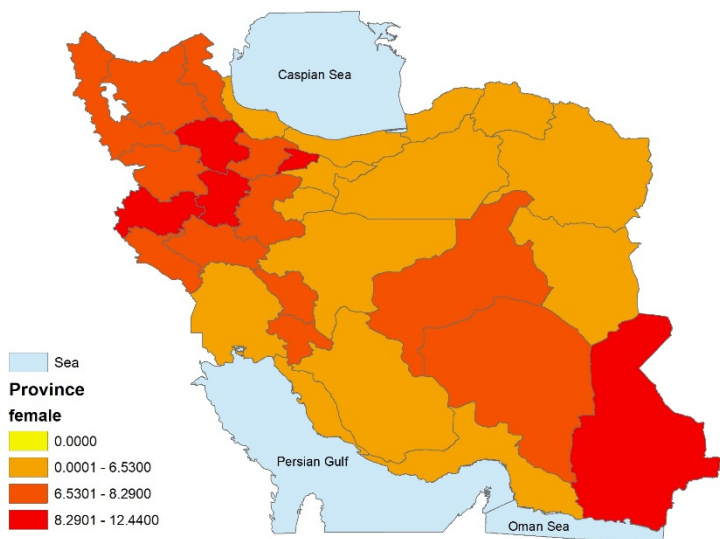 Caspian Sea
Sea
Province
female
0.0000
0.0001 - 6.5300
6.5301 - 8.2900
8.2901 - 12.4400
Persian Gulf
Oman Sea